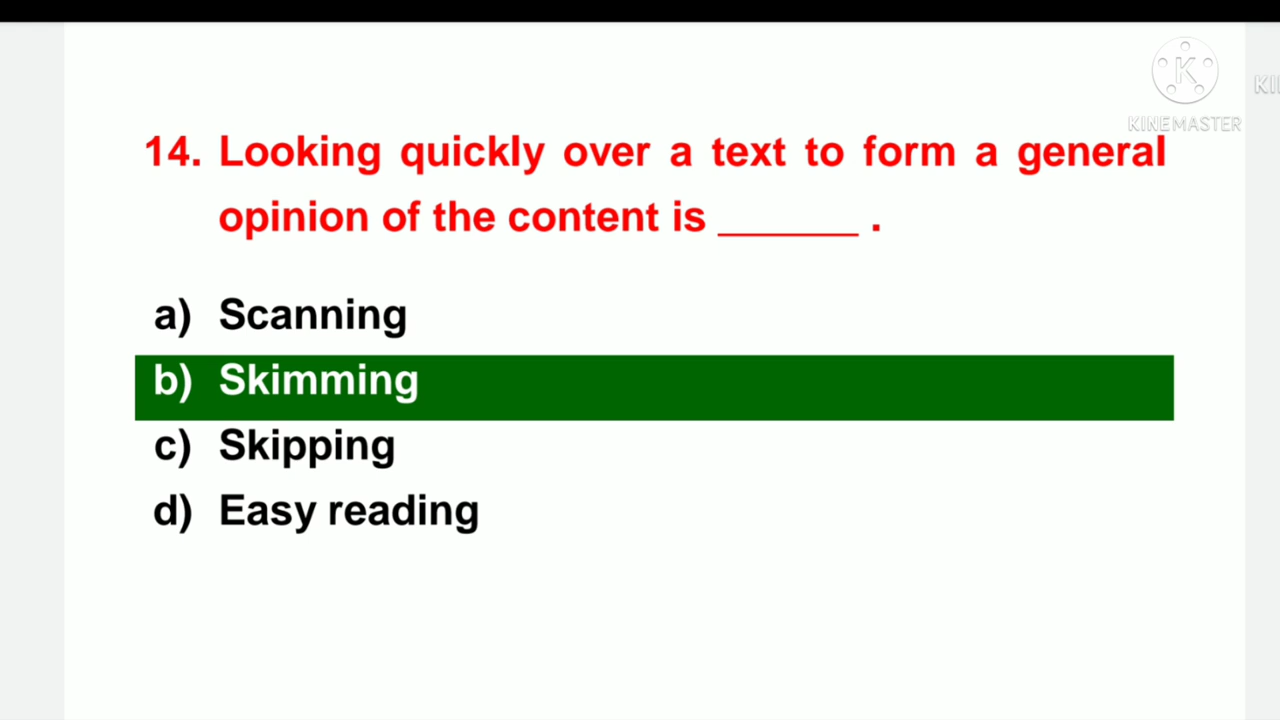 K
KINEMASTER
14. Looking quickly over a text to form a general
opinion of the content is ______ .
a) Scanning
b) Skimming
c) Skipping
d) Easy reading